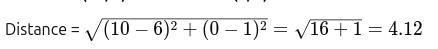 Distance = √(10 − 6)² + (0 − 1)² = √16 + 1 = 4.12